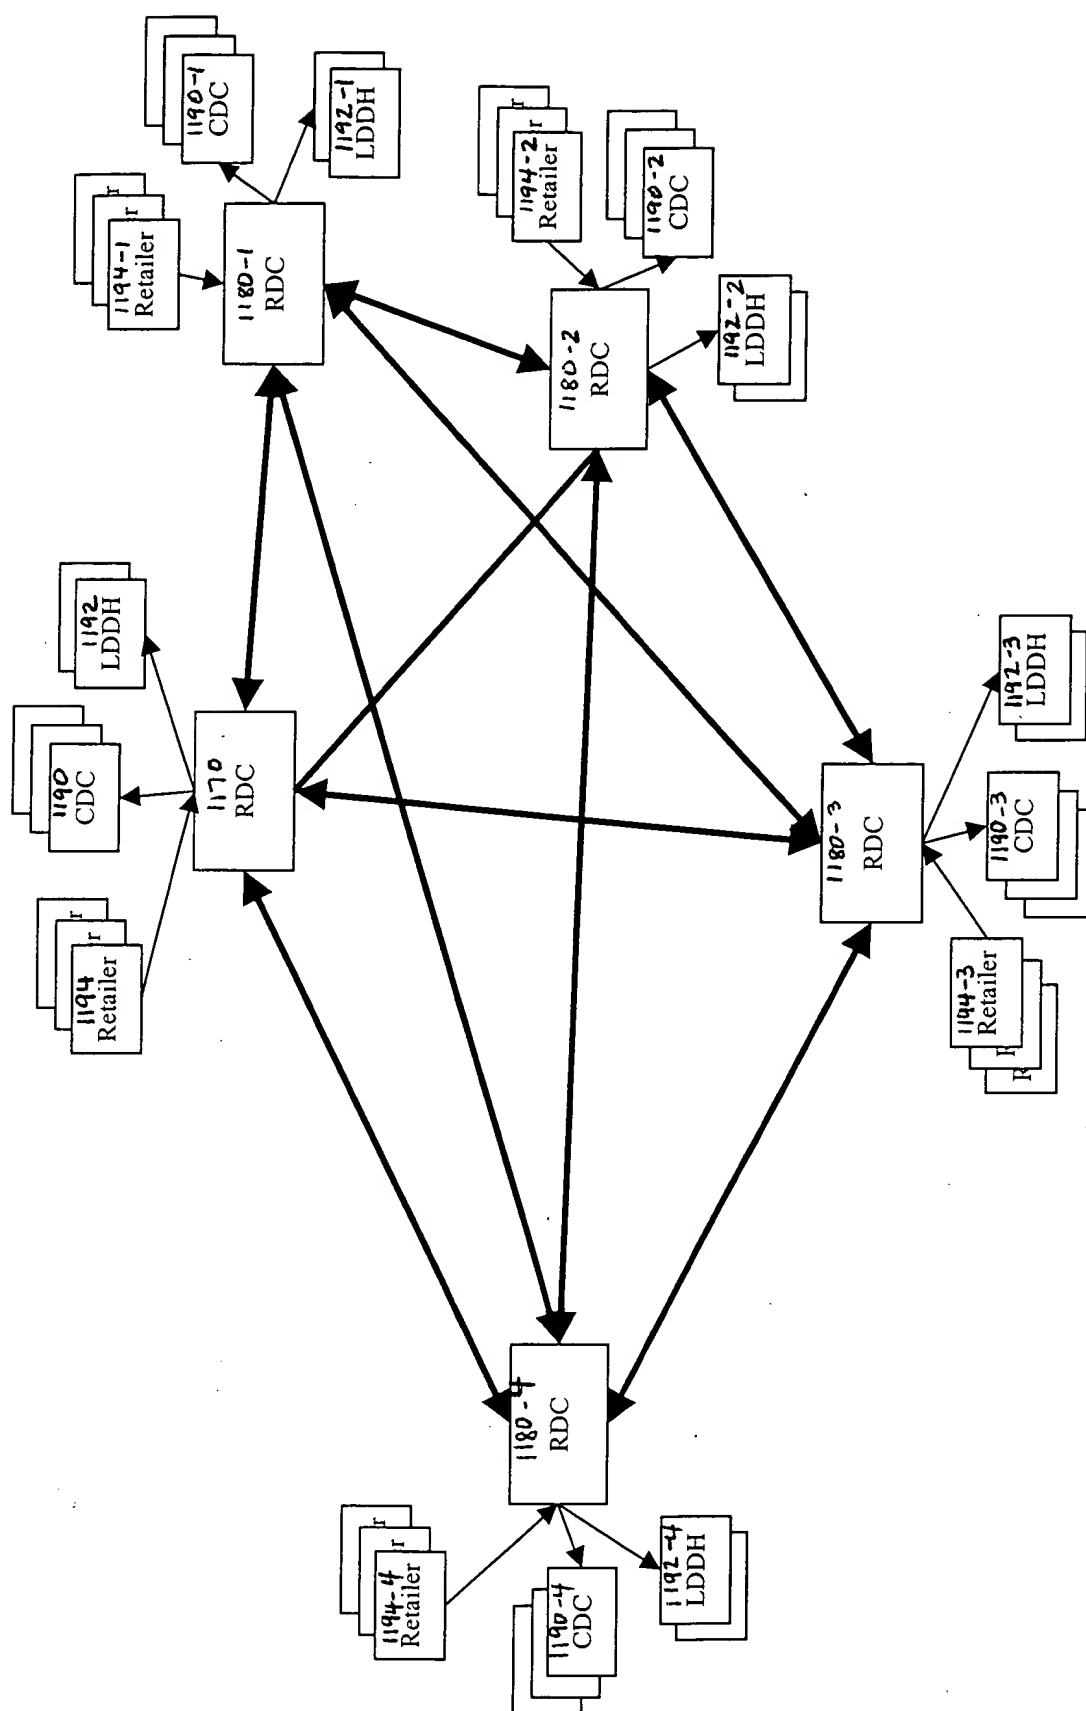 r
r
1194
Retailer
1190
CDC
1192
LDDH
r
r
1194-1
Retailer
1190-1
CDC
1192-1
LDDH
1170
RDC
1180-1
RDC
r
r
1194-4
Retailer
r
r
1194-2
Retailer
1190-2
CDC
1180-4
RDC
1180-2
RDC
1190-4
CDC
1192-4
LDDH
1192-2
LDDH
1180-3
RDC
1194-3
Retailer
R
R
1190-3
CDC
1192-3
LDDH